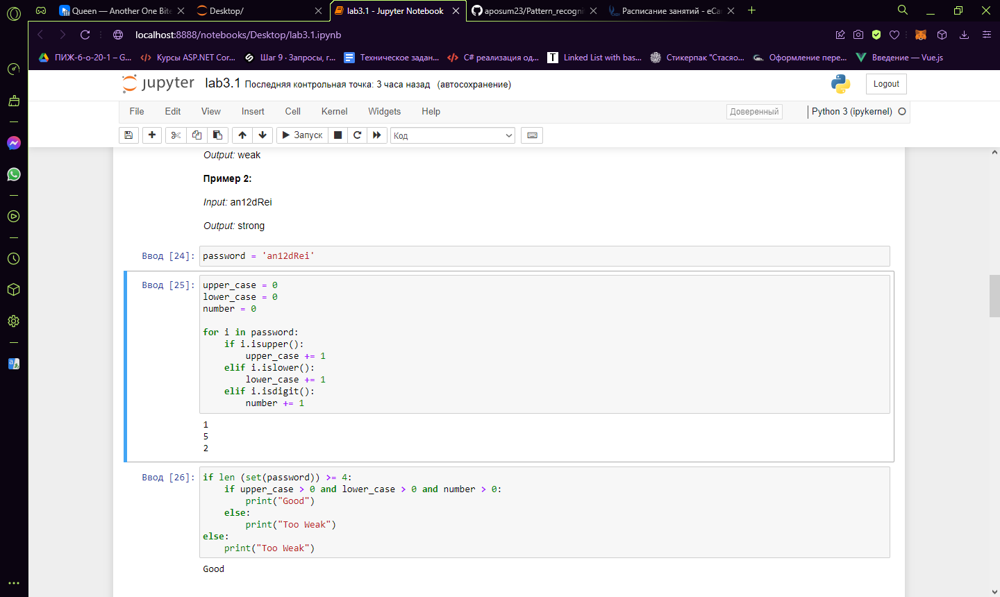 Queen — Another One Bite
Desktop/
lab3.1 - Jupyter Notebook
aposum23/Pattern_recogni
Расписание занятий - eCa
localhost:8888/notebooks/Desktop/lab3.1.ipynb
ПИЖ-6-о-20-1 – G...
Курсы ASP.NET Cor...
Шаг 9 · Запросы, г...
Техническое задан...
C# реализация од...
T
Linked List with bas...
Стикерпак "Стасяо...
Оформление пере...
Введение — Vue.js
jupyter lab3.1 Последняя контрольная точка: 3 часа назад (автосохранение)
Logout
File Edit View Insert Cell Kernel Widgets Help
Доверенный
Python 3 (ipykernel)
Запуск
Код
Output: weak
Пример 2:
Input: an12dRei
Output: strong
Ввод [24]: password = 'an12dRei'
Ввод [25]: upper_case = 0
lower_case = 0
number = 0
for i in password:
    if i.isupper():
        upper_case += 1
    elif i.islower():
        lower_case += 1
    elif i.isdigit():
        number += 1
1
5
2
Ввод [26]: if len (set(password)) >= 4:
    if upper_case > 0 and lower_case > 0 and number > 0:
        print("Good")
    else:
        print("Too Weak")
else:
    print("Too Weak")
Good